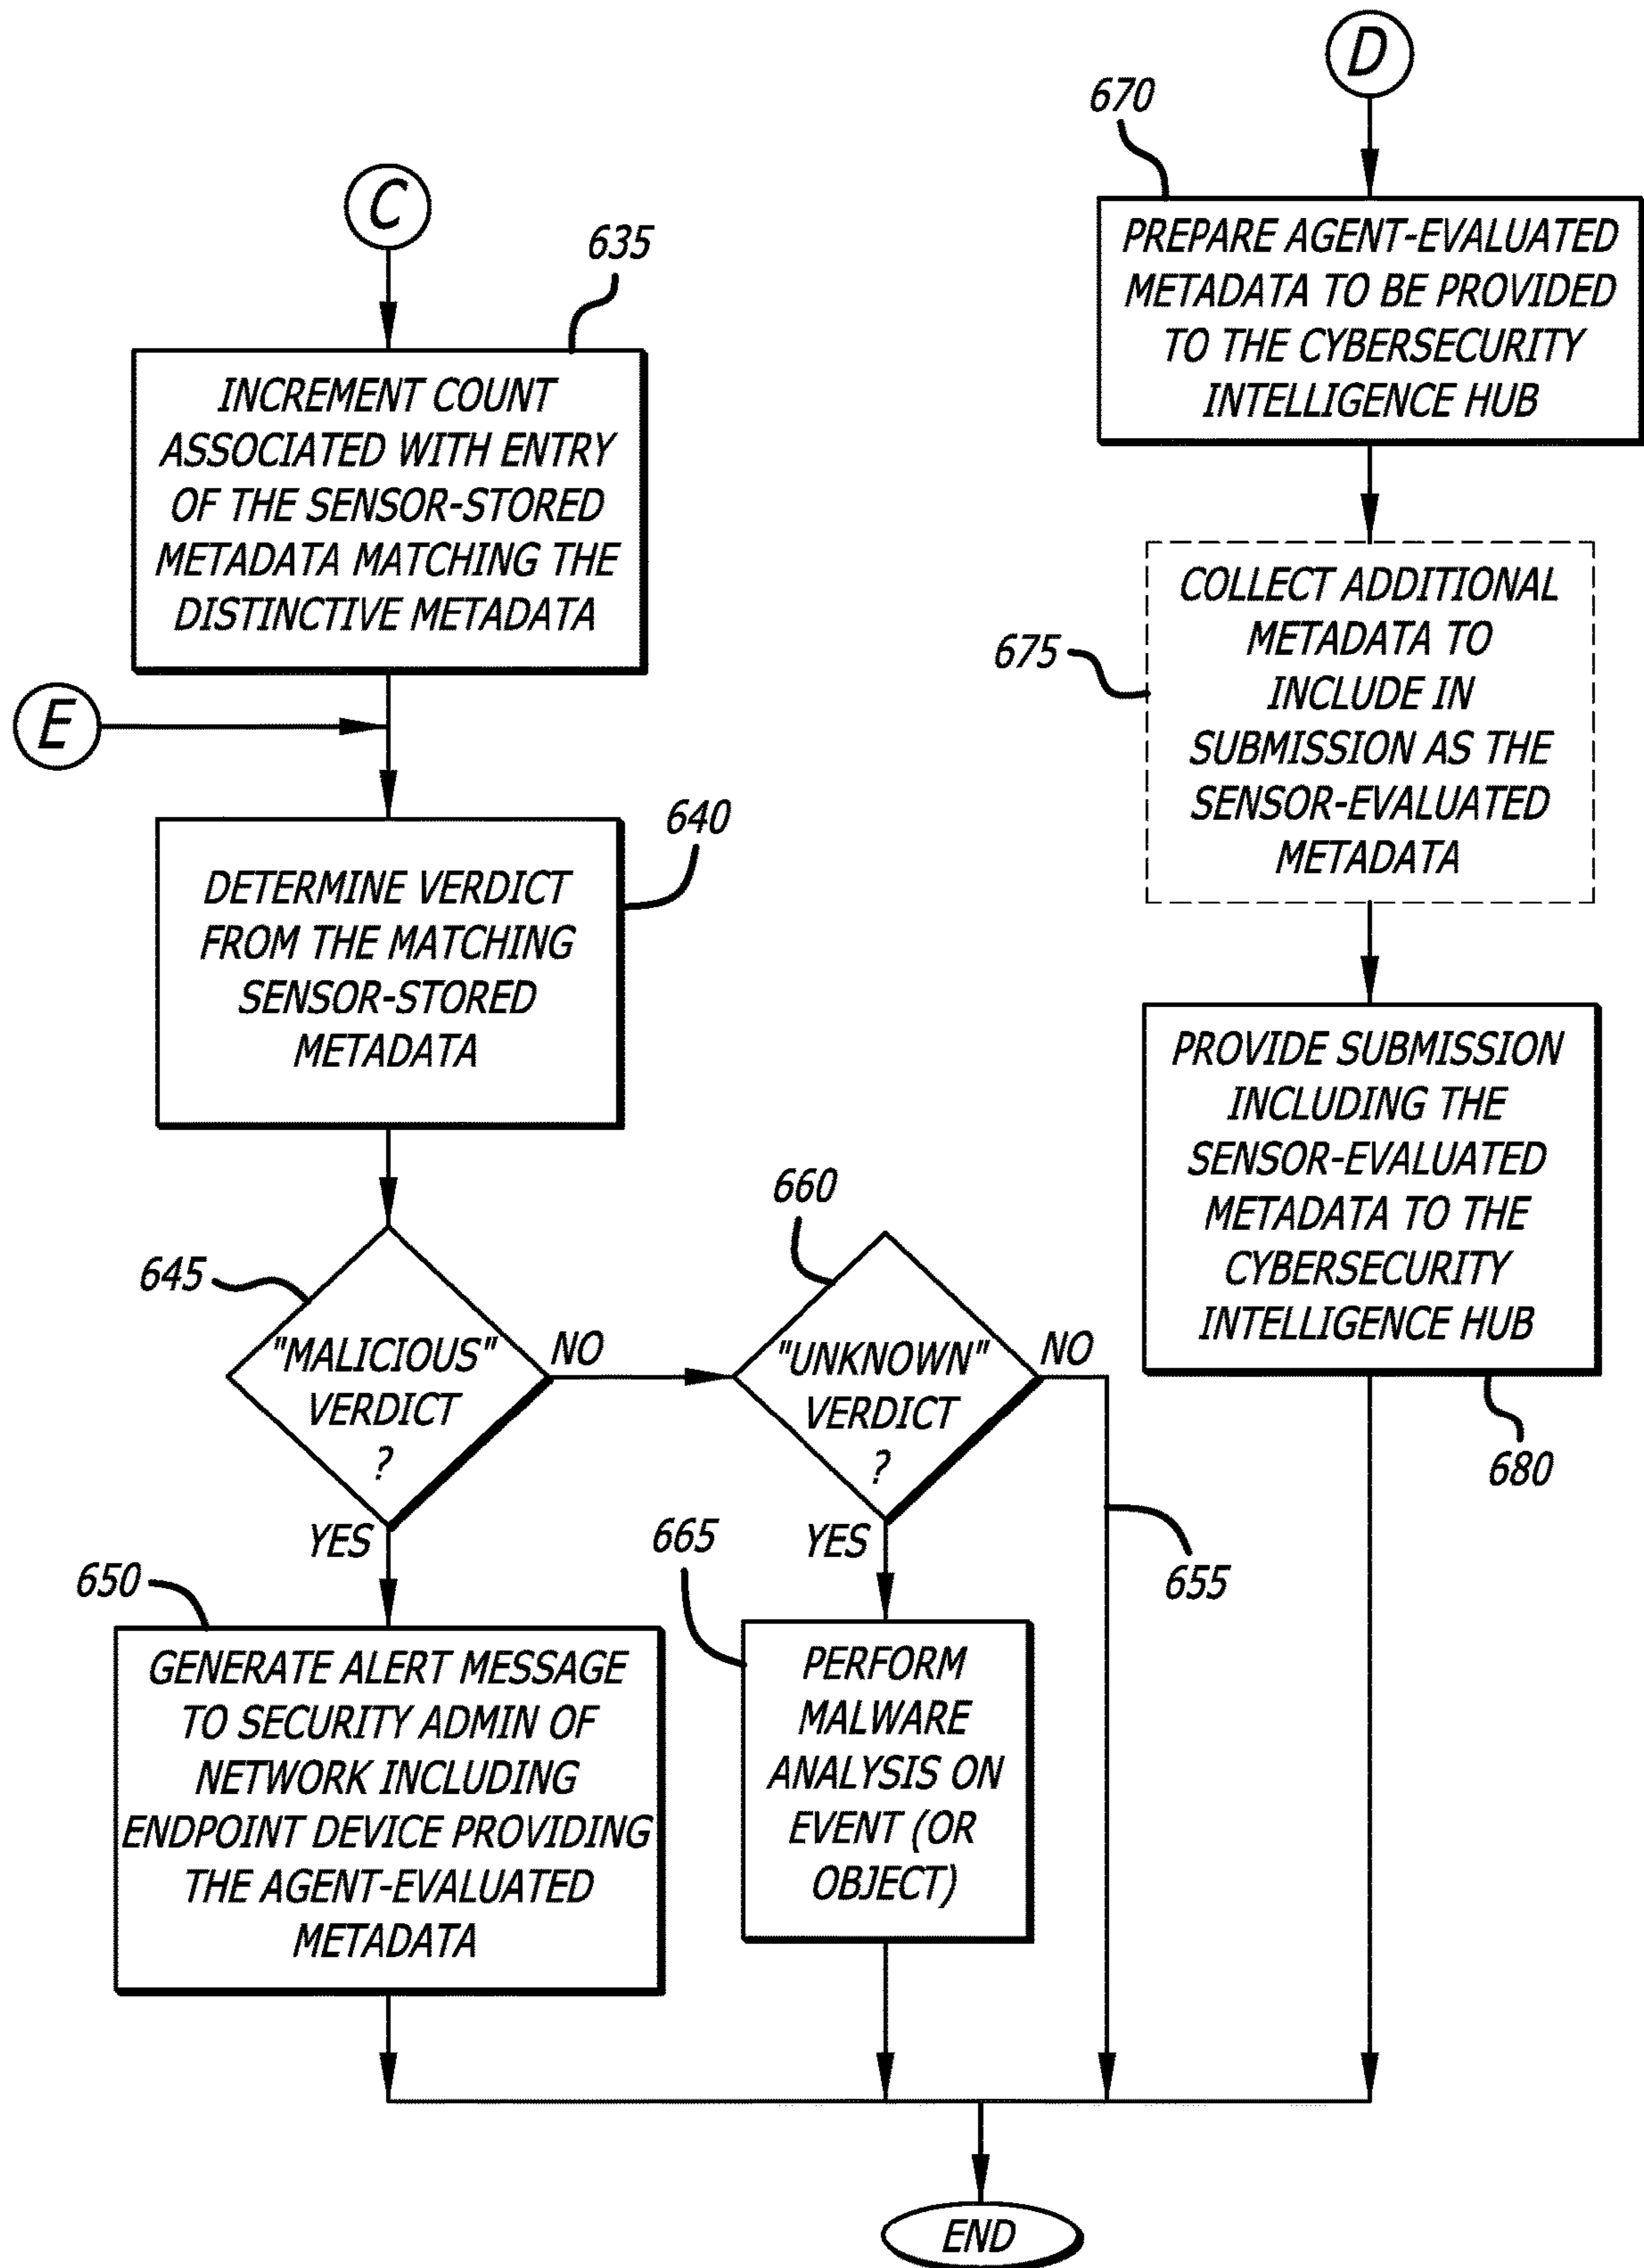 C
635
INCREMENT COUNT
ASSOCIATED WITH ENTRY
OF THE SENSOR-STORED
METADATA MATCHING THE
DISTINCTIVE METADATA
E
640
DETERMINE VERDICT
FROM THE MATCHING
SENSOR-STORED
METADATA
645
"MALICIOUS"
VERDICT
?
NO
YES
650
GENERATE ALERT MESSAGE
TO SECURITY ADMIN OF
NETWORK INCLUDING
ENDPOINT DEVICE PROVIDING
THE AGENT-EVALUATED
METADATA
660
"UNKNOWN"
VERDICT
?
NO
YES
655
665
PERFORM
MALWARE
ANALYSIS ON
EVENT (OR
OBJECT)
D
670
PREPARE AGENT-EVALUATED
METADATA TO BE PROVIDED
TO THE CYBERSECURITY
INTELLIGENCE HUB
675
COLLECT ADDITIONAL
METADATA TO
INCLUDE IN
SUBMISSION AS THE
SENSOR-EVALUATED
METADATA
PROVIDE SUBMISSION
INCLUDING THE
SENSOR-EVALUATED
METADATA TO THE
CYBERSECURITY
INTELLIGENCE HUB
680
END